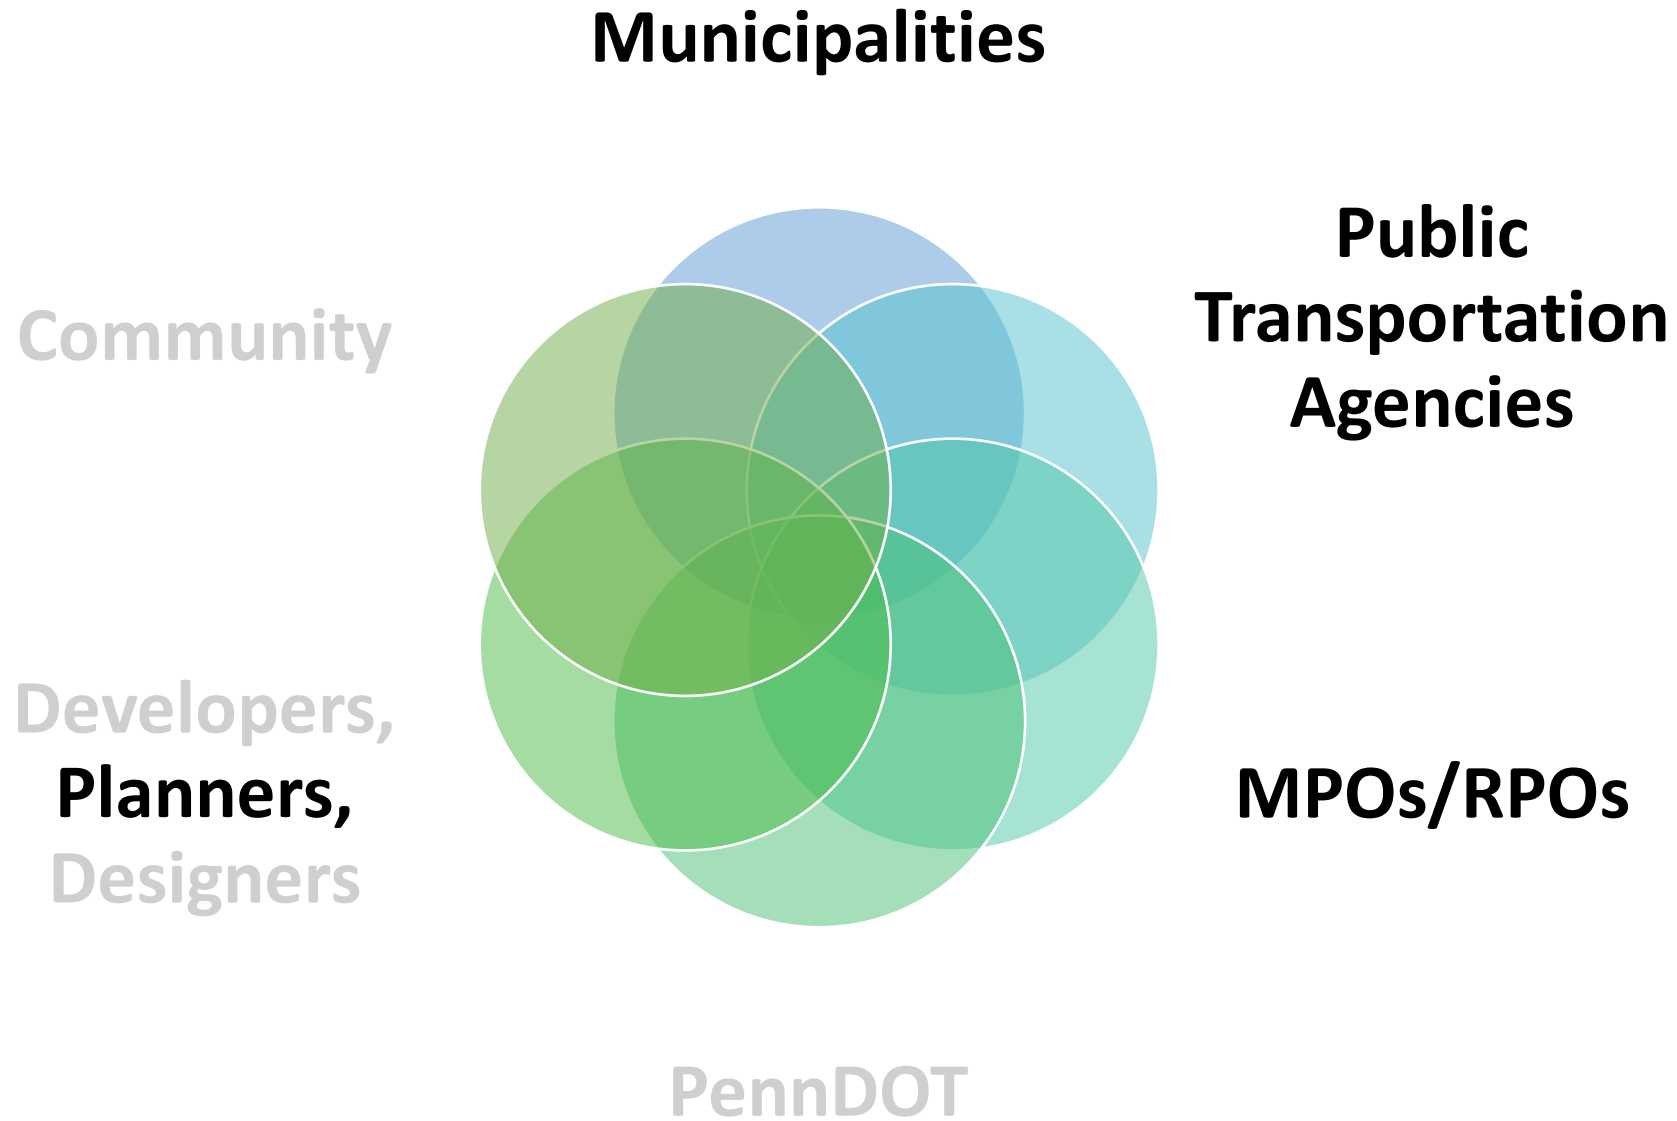 Municipalities
Public
Transportation
Agencies
Community
Developers,
Planners,
Designers
MPOs/RPOs
PennDOT